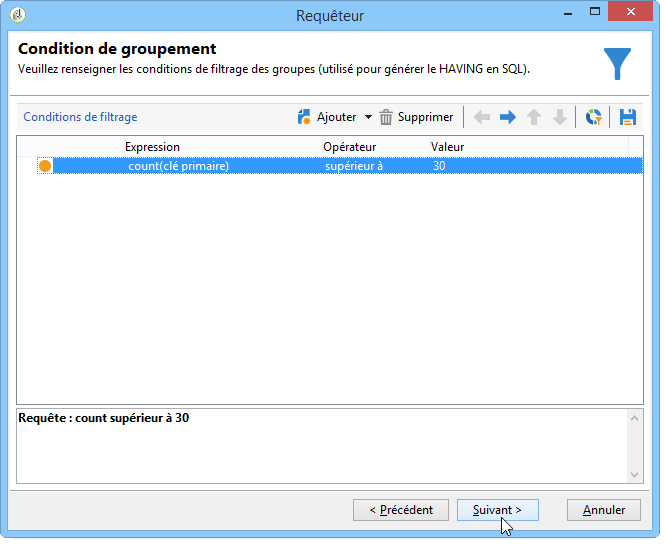 Requêteur
Condition de groupement
Veuillez renseigner les conditions de filtrage des groupes (utilisé pour générer le HAVING en SQL).
Conditions de filtrage Ajouter Supprimer
Expression Opérateur Valeur
count(clé primaire) supérieur à 30
Requête : count supérieur à 30
< Précédent Suivant > Annuler